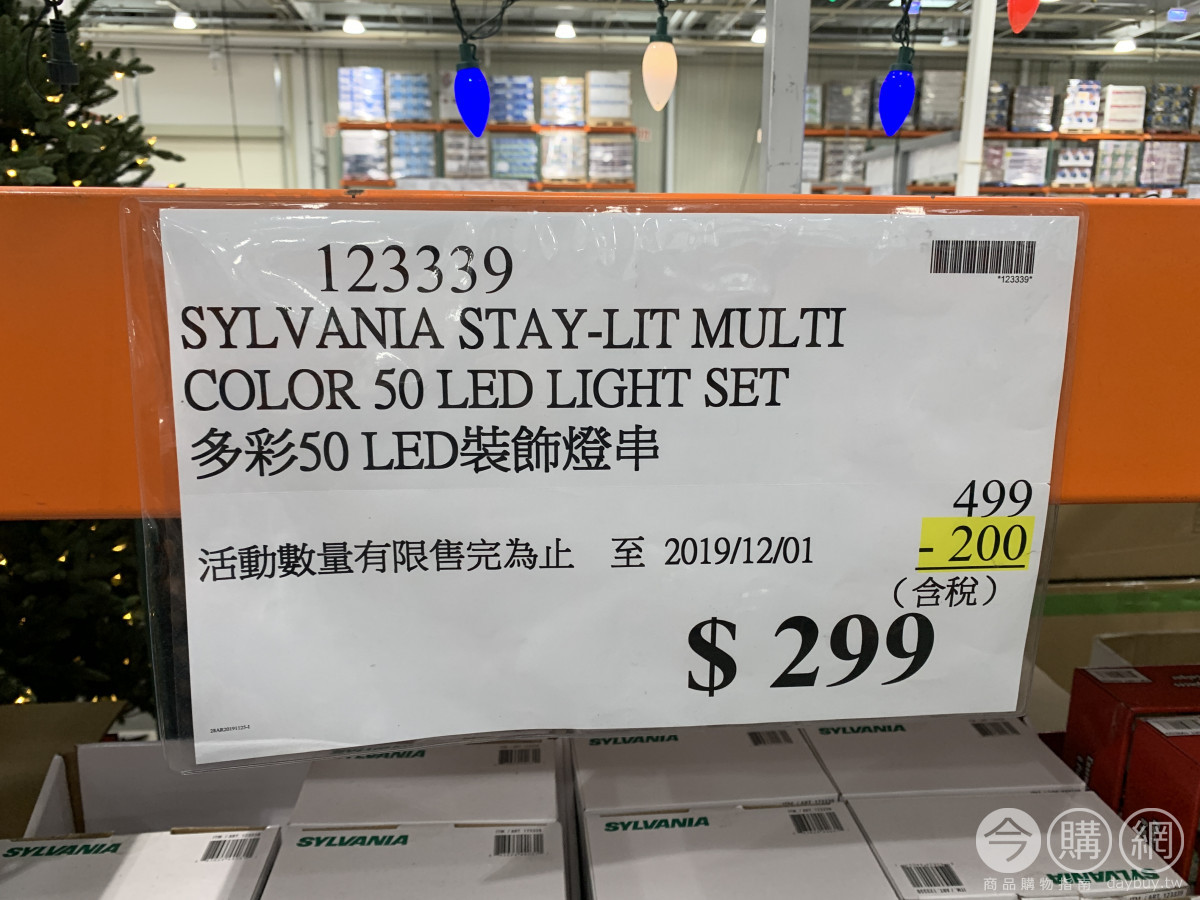 123339
*123339*
SYLVANIA STAY-LIT MULTI
COLOR 50 LED LIGHT SET
多彩50 LED裝飾燈串
499
活動數量有限售完為止 至 2019/12/01
- 200
(含稅)
$ 299
SYLVANIA
SYLVANIA
SYLVANIA
SYLVANIA
SYLVANIA
SYLVANIA
今購網
商品購物指南 daybuy.tw